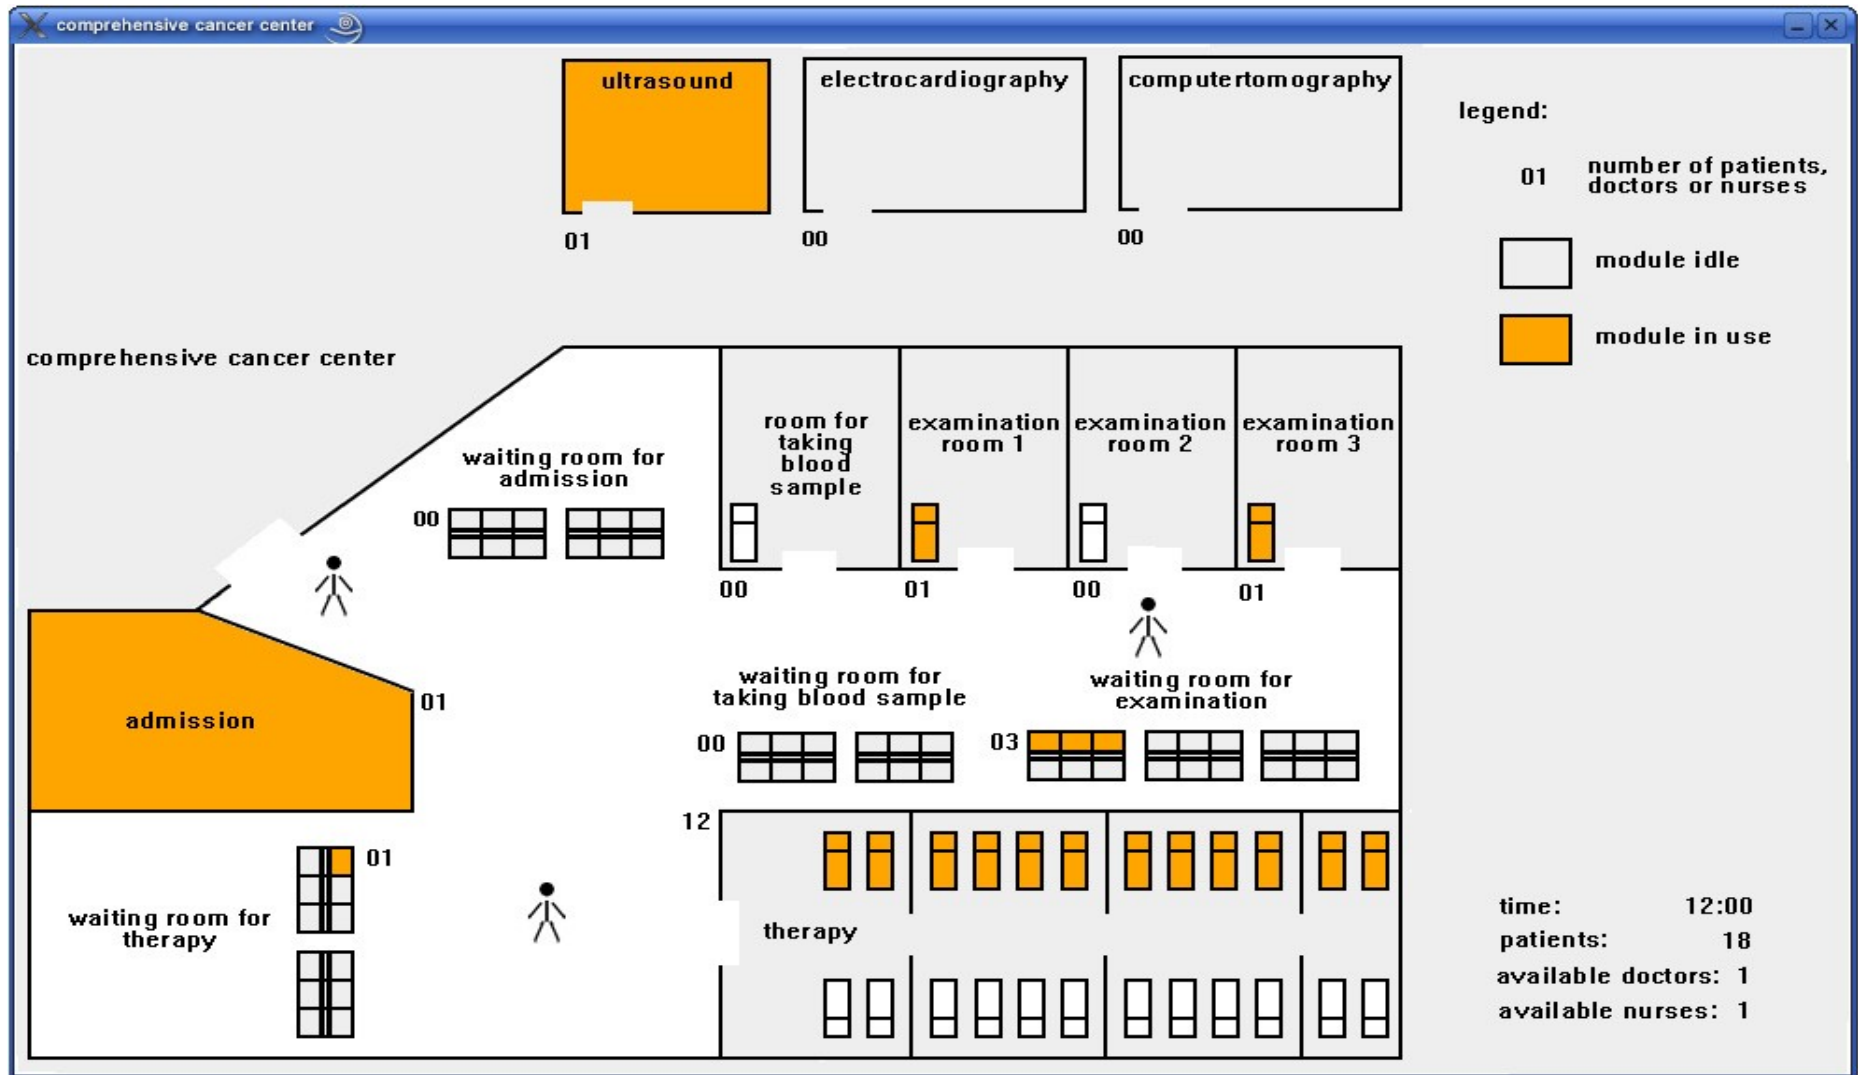 comprehensive cancer center
ultrasound
electrocardiography
computertomography
01
00
00
legend:
01
number of patients,
doctors or nurses
module idle
module in use
comprehensive cancer center
waiting room for
admission
00
room for
taking
blood
sample
examination
room 1
examination
room 2
examination
room 3
00
01
00
01
admission
01
waiting room for
taking blood sample
00
waiting room for
examination
03
12
01
waiting room for
therapy
therapy
time: 12:00
patients: 18
available doctors: 1
available nurses: 1